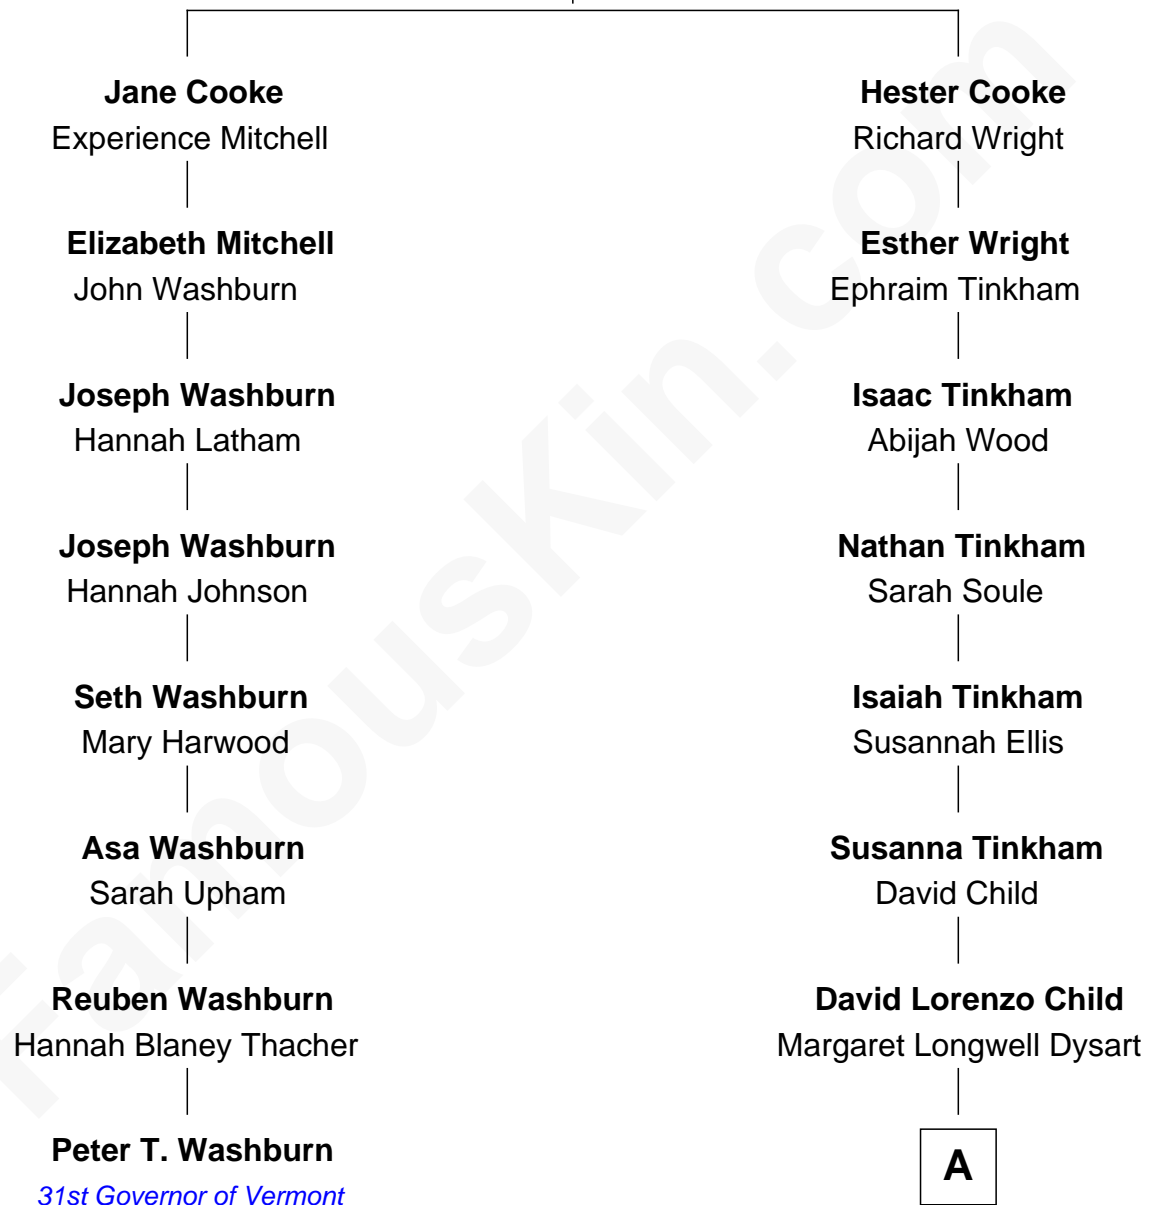 Jane Cooke
Experience Mitchell
Hester Cooke
Richard Wright
Elizabeth Mitchell
John Washburn
Esther Wright
Ephraim Tinkham
Joseph Washburn
Hannah Latham
Isaac Tinkham
Abijah Wood
Joseph Washburn
Hannah Johnson
Nathan Tinkham
Sarah Soule
Seth Washburn
Mary Harwood
Isaiah Tinkham
Susannah Ellis
Asa Washburn
Sarah Upham
Susanna Tinkham
David Child
Reuben Washburn
Hannah Blaney Thacher
David Lorenzo Child
Margaret Longwell Dysart
Peter T. Washburn
31st Governor of Vermont
A
FamousKin.com